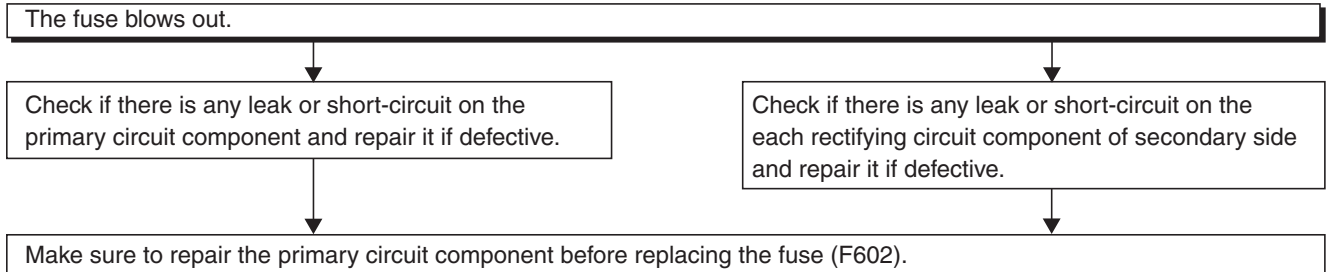 The fuse blows out.
Check if there is any leak or short-circuit on the
primary circuit component and repair it if defective.
Check if there is any leak or short-circuit on the
each rectifying circuit component of secondary side
and repair it if defective.
Make sure to repair the primary circuit component before replacing the fuse (F602).